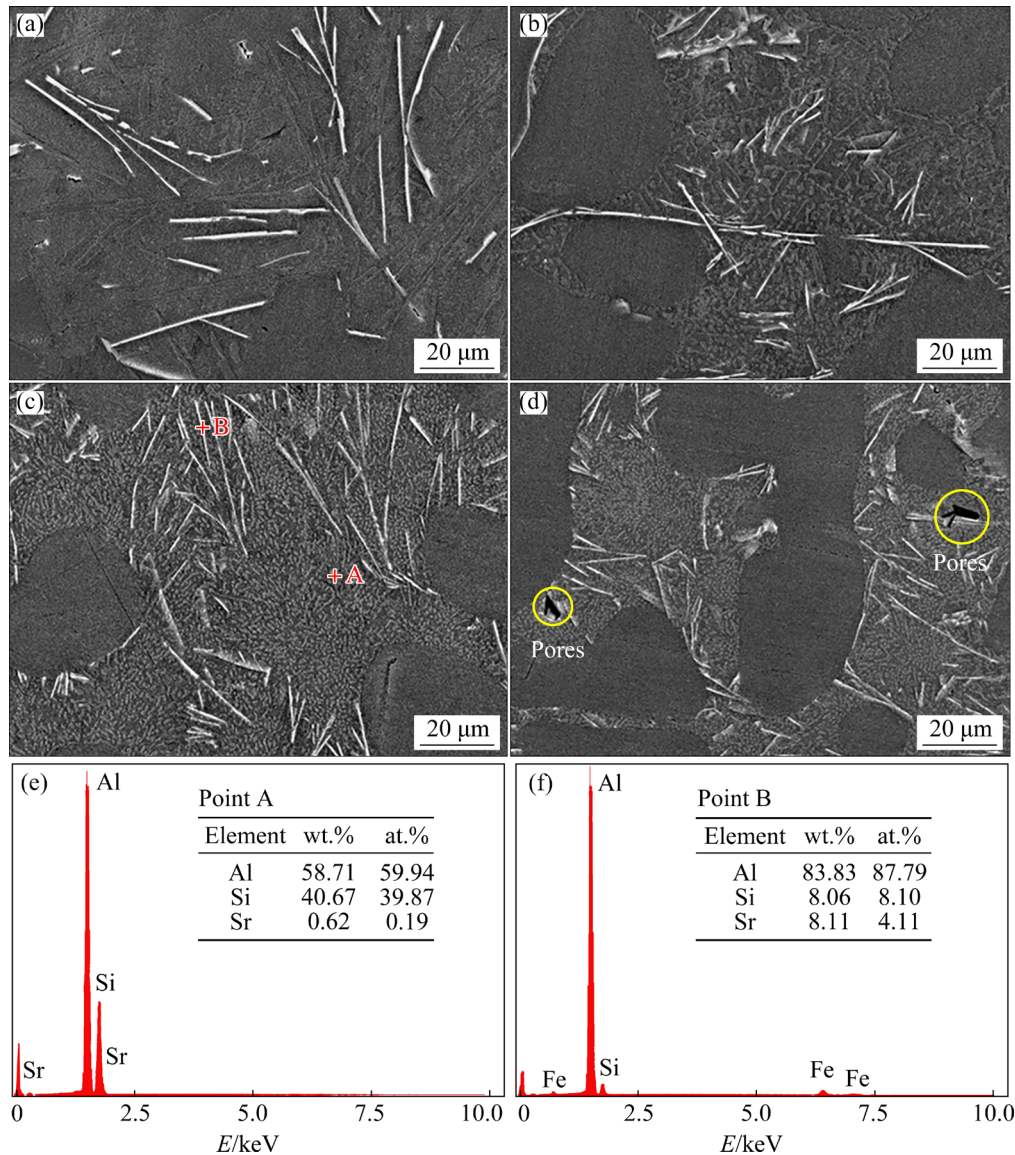 (a)
(b)
20 μm
20 μm
(c)
(d)
+B
+A
Pores
Pores
20 μm
20 μm
(e)
Al
Point A
Element wt.% at.%
Al 58.71 59.94
Si 40.67 39.87
Sr 0.62 0.19
Si
Sr
Sr
0 2.5 5.0 7.5 10.0
E/keV
(f)
Al
Point B
Element wt.% at.%
Al 83.83 87.79
Si 8.06 8.10
Sr 8.11 4.11
Fe
Si
Fe
Fe
0 2.5 5.0 7.5 10.0
E/keV